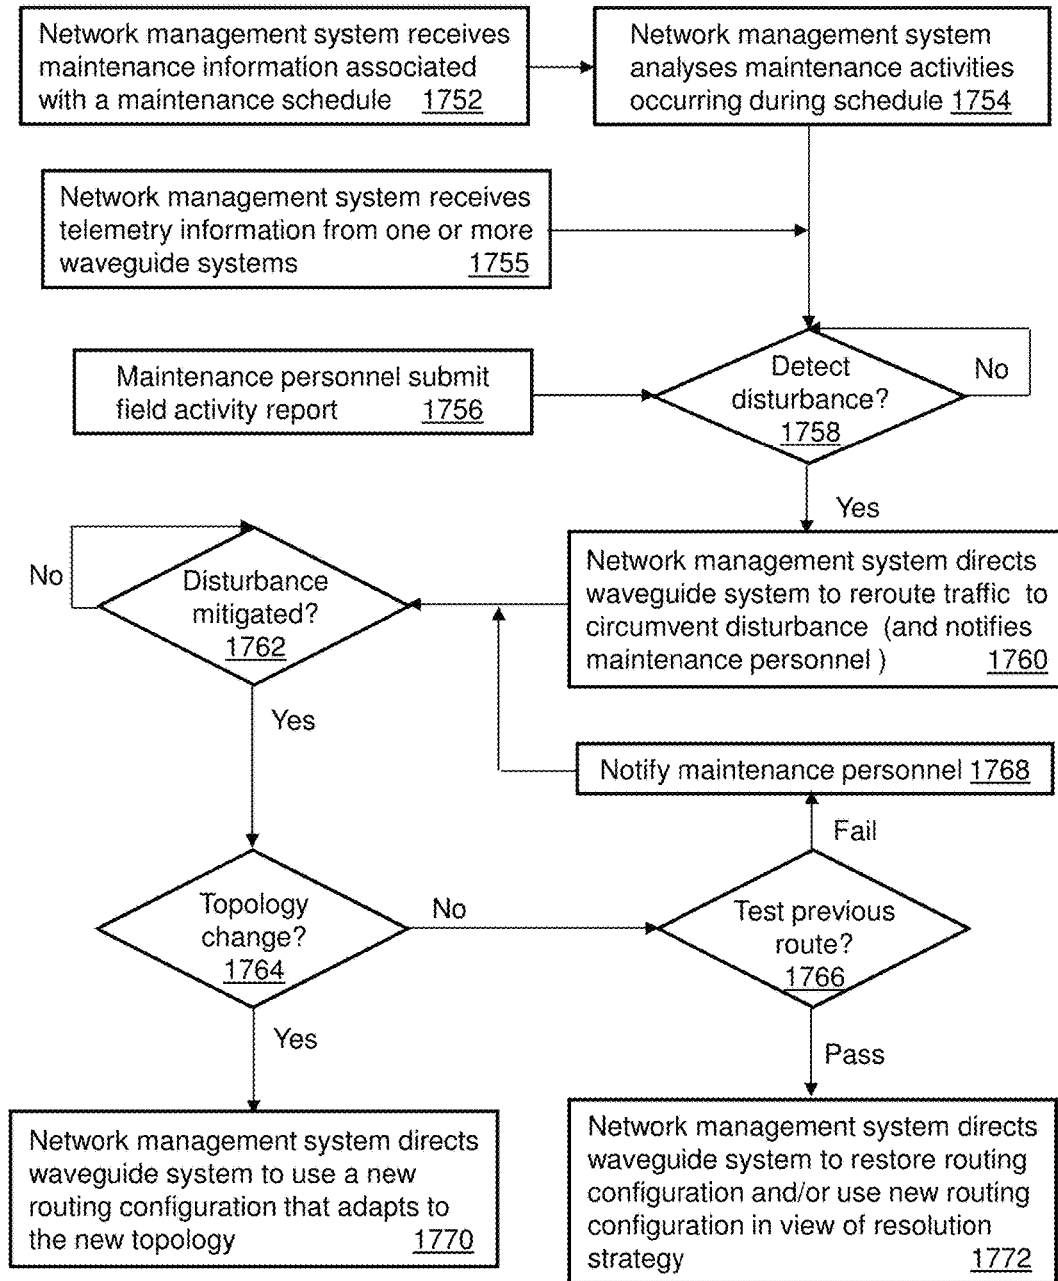 Network management system receives
maintenance information associated
with a maintenance schedule 1752
Network management system
analyses maintenance activities
occurring during schedule 1754
Network management system receives
telemetry information from one or more
waveguide systems 1755
Maintenance personnel submit
field activity report 1756
Detect
disturbance?
1758
No
Yes
Network management system directs
waveguide system to reroute traffic to
circumvent disturbance (and notifies
maintenance personnel ) 1760
Disturbance
mitigated?
1762
No
Yes
Notify maintenance personnel 1768
Fail
Topology
change?
1764
No
Test previous
route?
1766
Yes
Pass
Network management system directs
waveguide system to use a new
routing configuration that adapts to
the new topology 1770
Network management system directs
waveguide system to restore routing
configuration and/or use new routing
configuration in view of resolution
strategy 1772